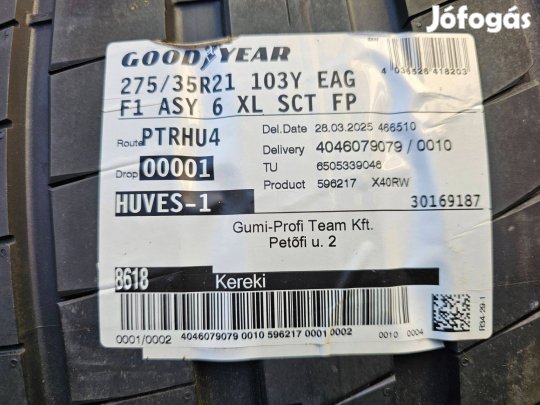 Jófogás
GOODYEAR
4 038526 418203
275/35R21 103Y EAG
F1 ASY 6 XL SCT FP
Route PTRHU4
Drop 00001
HUVES-1
Del.Date 28.03.2025 466510
Delivery 4046079079 / 0010
TU 6505339046
Product 596217 X40RW
30169187
Gumi-Profi Team Kft.
Petõfi u. 2
8618 Kereki
0001/0002 4046079079 0010 596217 0001 0002 0010 0004